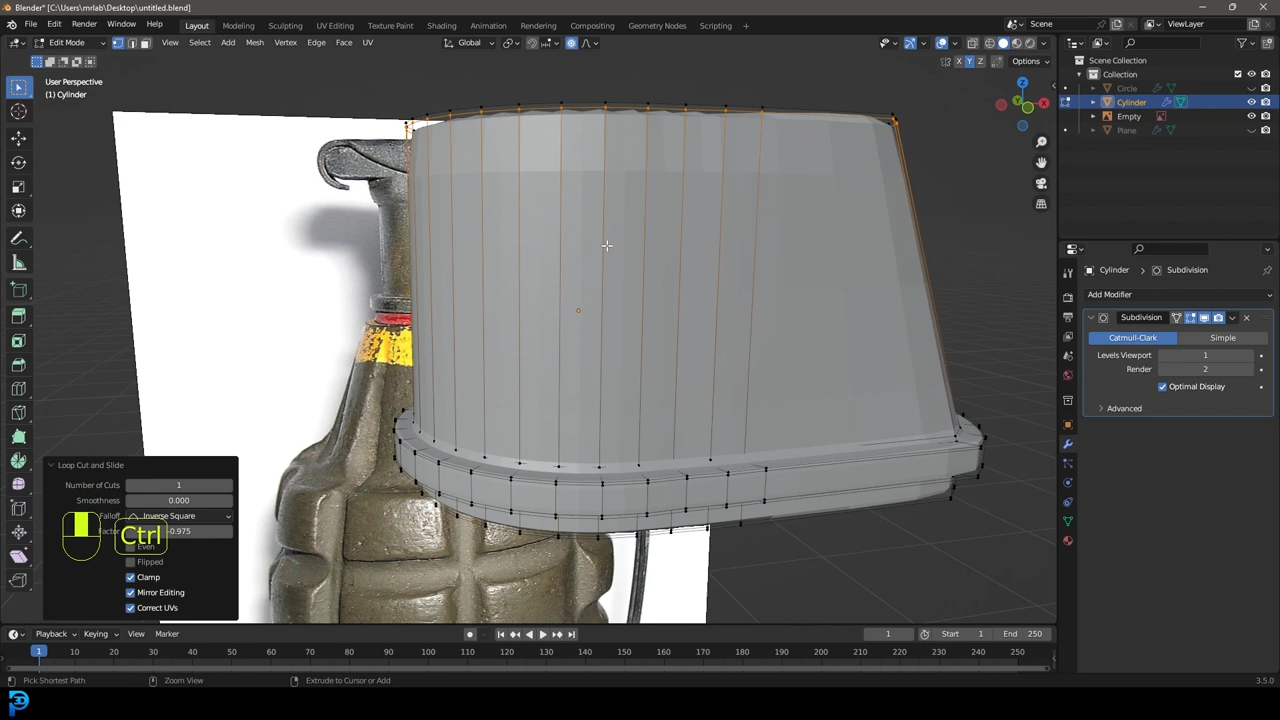 Blender* [C:\Users\mrlab\Desktop\untitled.blend]
File Edit Render Window Help Layout Modeling Sculpting UV Editing Texture Paint Shading Animation Rendering Compositing Geometry Nodes Scripting + Scene ViewLayer
Edit Mode View Select Add Mesh Vertex Edge Face UV Global
X Y Z Options
User Perspective
(1) Cylinder
Scene Collection
Collection
Circle
Cylinder
Empty
Plane
Cylinder > Subdivision
Add Modifier
Subdivision
Catmull-Clark Simple
Levels Viewport 1
Render 2
Optimal Display
Advanced
Loop Cut and Slide
Number of Cuts 1
Smoothness 0.000
Falloff Inverse Square
-0.975
Even
Flipped
Clamp
Mirror Editing
Correct UVs
Ctrl
Playback Keying View Marker 1 Start 1 End 250
1 10 20 30 40 50 60 70 80 90 100 110 120 130 140 150 160 170 180 190 200 210 220 230 240 250
Pick Shortest Path Zoom View Extrude to Cursor or Add 3.5.0